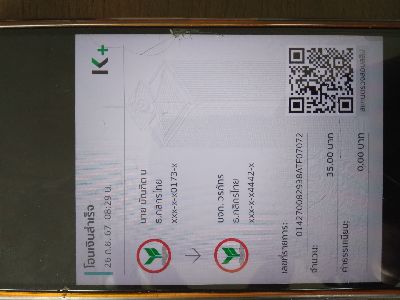 โอนเงินสำเร็จ
26 ก.ย. 67 08:29 น.
K+
นาย บัณฑิต บ
ธ.กสิกรไทย
xxx-x-x0173-x
บจก. วรภัทร
ธ.กสิกรไทย
xxx-x-x4442-x
เลขที่รายการ:
014270082938ATF07072
จำนวน:
35.00 บาท
ค่าธรรมเนียม:
0.00 บาท
สแกนตรวจสอบสลิป